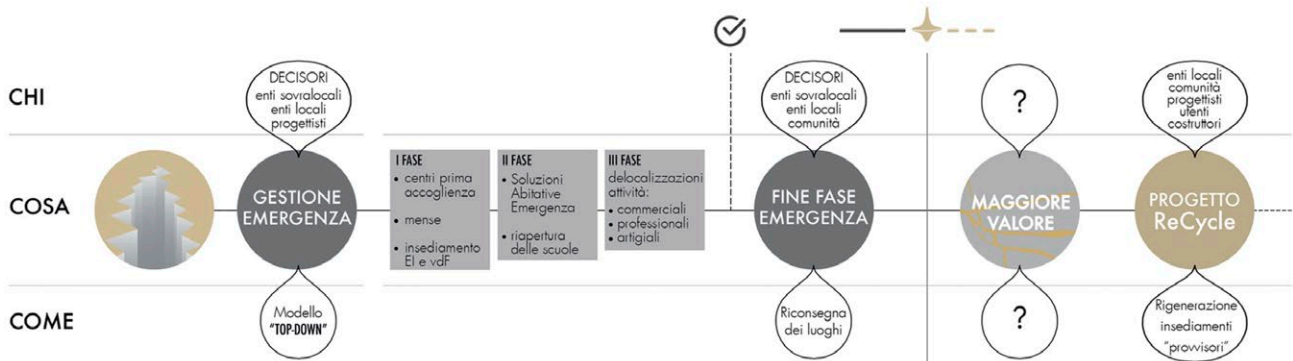 CHI
DECISORI
enti sovralocali
enti locali
progettisti
DECISORI
enti sovralocali
enti locali
comunità
?
enti locali
comunità
progettisti
utenti
costruttori
COSA
GESTIONE
EMERGENZA
I FASE
• centri prima
accoglienza
• mense
• insediamento
EI e vdF
II FASE
• Soluzioni
Abitative
Emergenza
• riapertura
delle scuole
III FASE
delocalizzazioni
attività:
• commerciali
• professionali
• artigiali
FINE FASE
EMERGENZA
MAGGIORE
VALORE
PROGETTO
ReCycle
COME
Modello
"TOP-DOWN"
Riconsegna
dei luoghi
?
Rigenerazione
insediamenti
"provvisori"